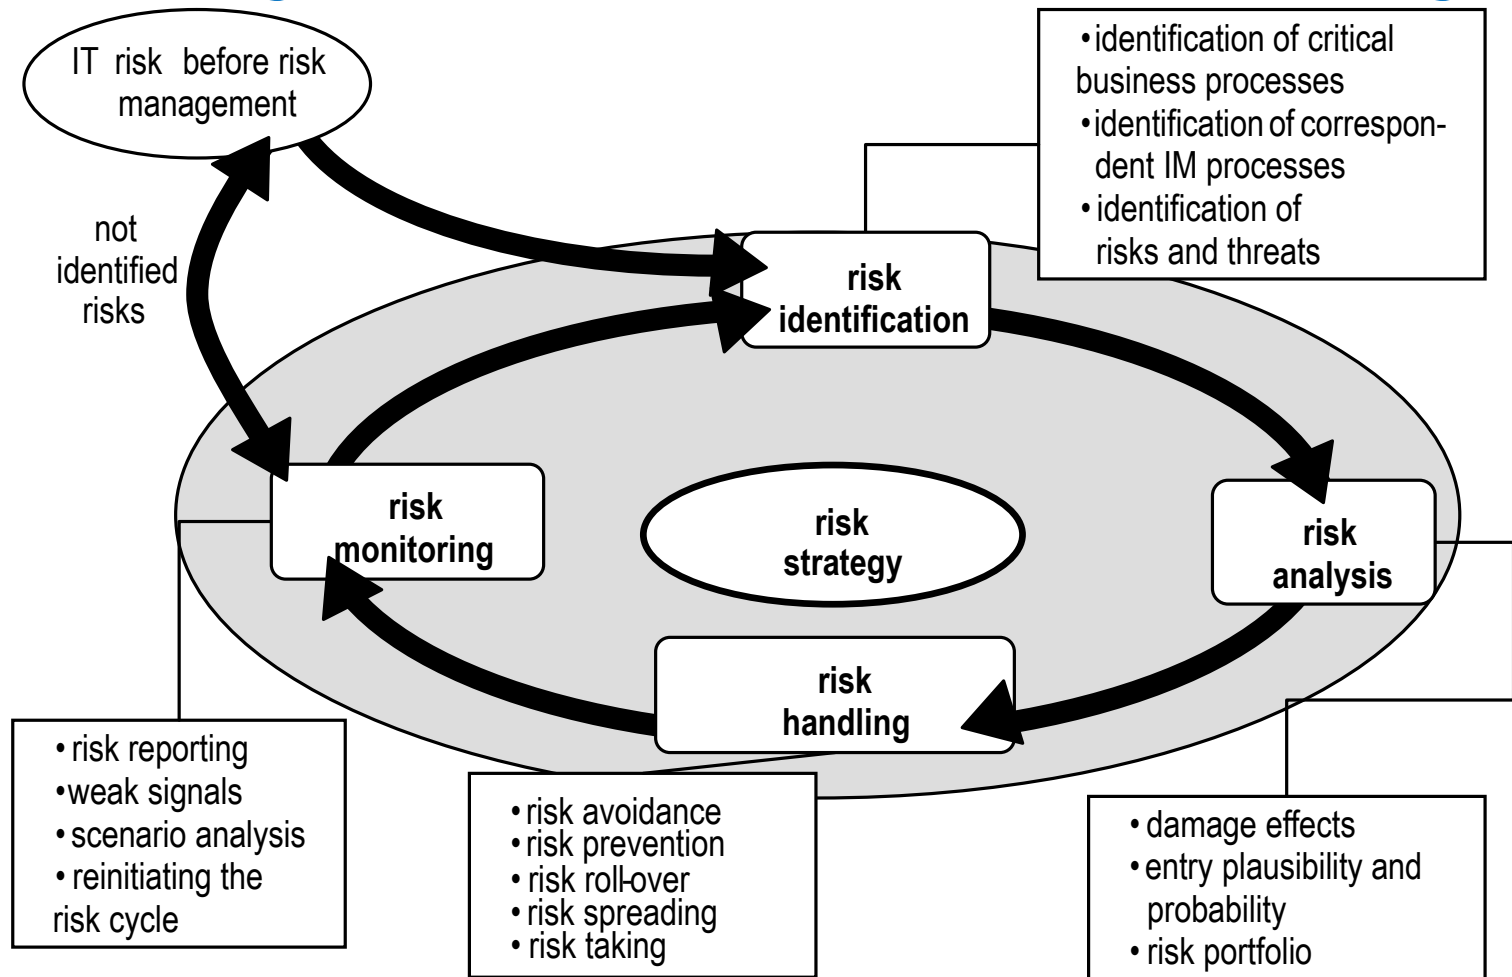 IT risk before risk
management
not
identified
risks
• identification of critical
business processes
• identification of correspon-
dent IM processes
• identification of
risks and threats
risk
identification
risk
monitoring
risk
strategy
risk
analysis
risk
handling
• risk reporting
• weak signals
• scenario analysis
• reinitiating the
risk cycle
• risk avoidance
• risk prevention
• risk roll-over
• risk spreading
• risk taking
• damage effects
• entry plausibility and
probability
• risk portfolio